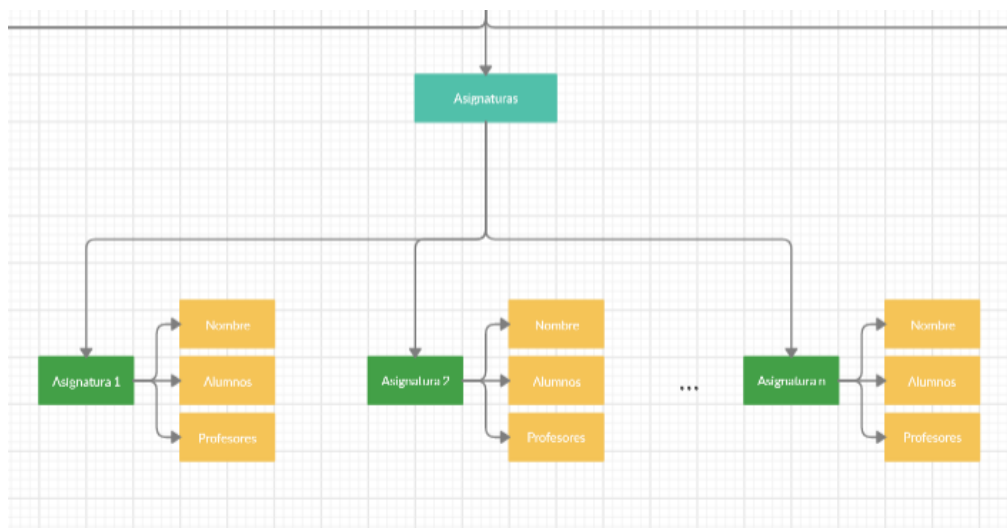 Asignaturas
Nombre
Nombre
Nombre
Asignatura 1
Alumnos
Asignatura 2
Alumnos
...
Asignatura n
Alumnos
Profesores
Profesores
Profesores